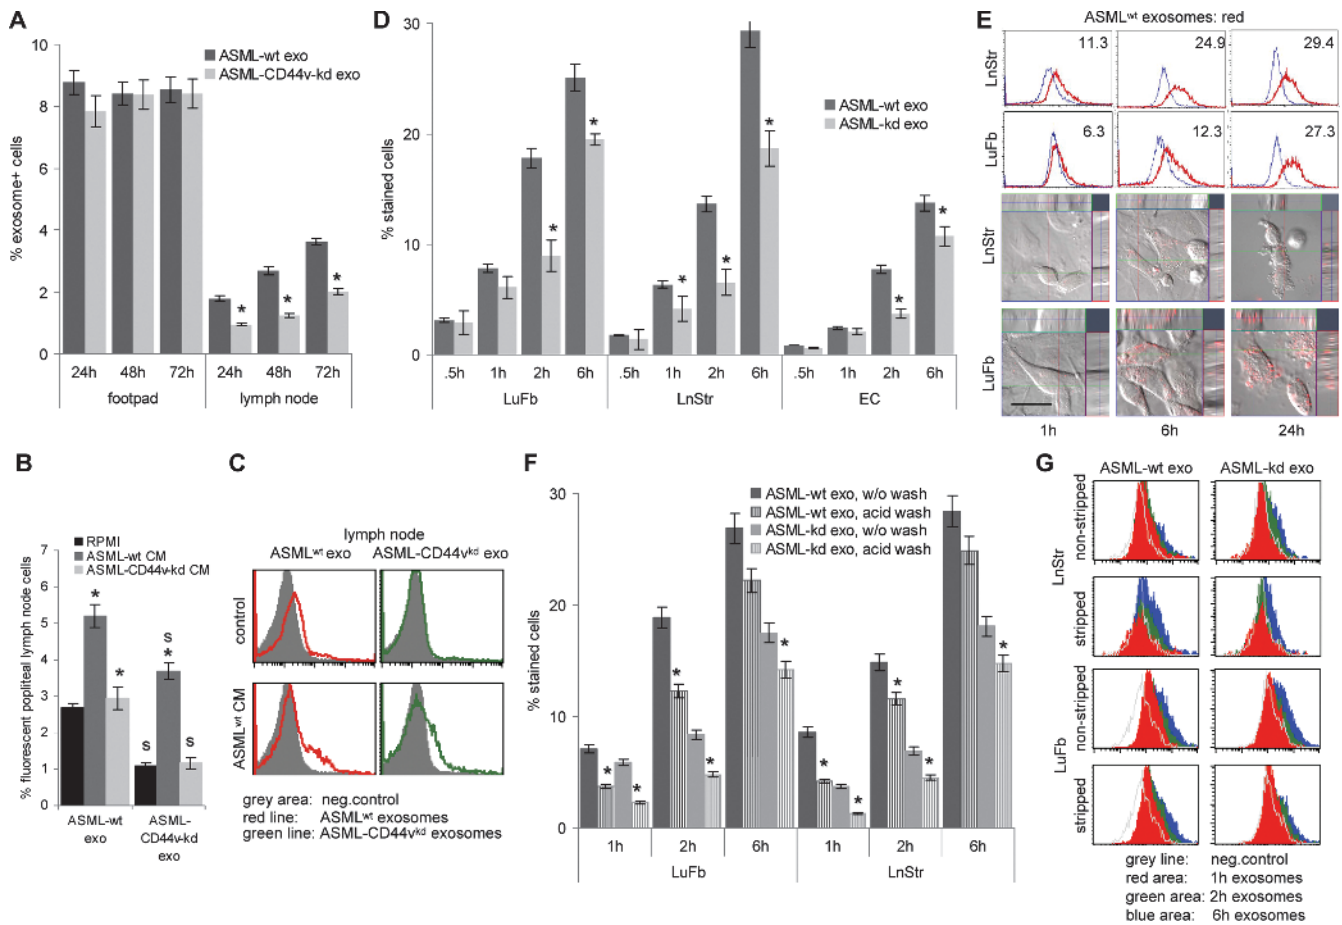 A
% exosome+ cells
10
8
6
4
2
0
ASML-wt exo
ASML-CD44v-kd exo
* * *
24h 48h 72h 24h 48h 72h
footpad lymph node
D
% stained cells
30
20
10
0
ASML-wt exo
ASML-kd exo
* * * * * * *
.5h 1h 2h 6h .5h 1h 2h 6h .5h 1h 2h 6h
LuFb LnStr EC
E
ASMLwt exosomes: red
LnStr 11.3 24.9 29.4
LuFb 6.3 12.3 27.3
LnStr
LuFb
1h 6h 24h
B
% fluorescent popliteal lymph node cells
7
6
5
4
3
2
1
0
RPMI
ASML-wt CM
ASML-CD44v-kd CM
* *
s
s
*
s
ASML-wt
exo
ASML-
CD44v-kd
exo
C
lymph node
ASMLwt exo ASML-CD44vkd exo
control
ASMLwt CM
grey area: neg.control
red line: ASMLwt exosomes
green line: ASML-CD44vkd exosomes
F
% stained cells
30
20
10
0
ASML-wt exo, w/o wash
ASML-wt exo, acid wash
ASML-kd exo, w/o wash
ASML-kd exo, acid wash
* * * * * * * * * *
*
1h 2h 6h 1h 2h 6h
LuFb LnStr
G
ASML-wt exo ASML-kd exo
LnStr
non-stripped
stripped
LuFb
non-stripped
stripped
grey line: neg.control
red area: 1h exosomes
green area: 2h exosomes
blue area: 6h exosomes